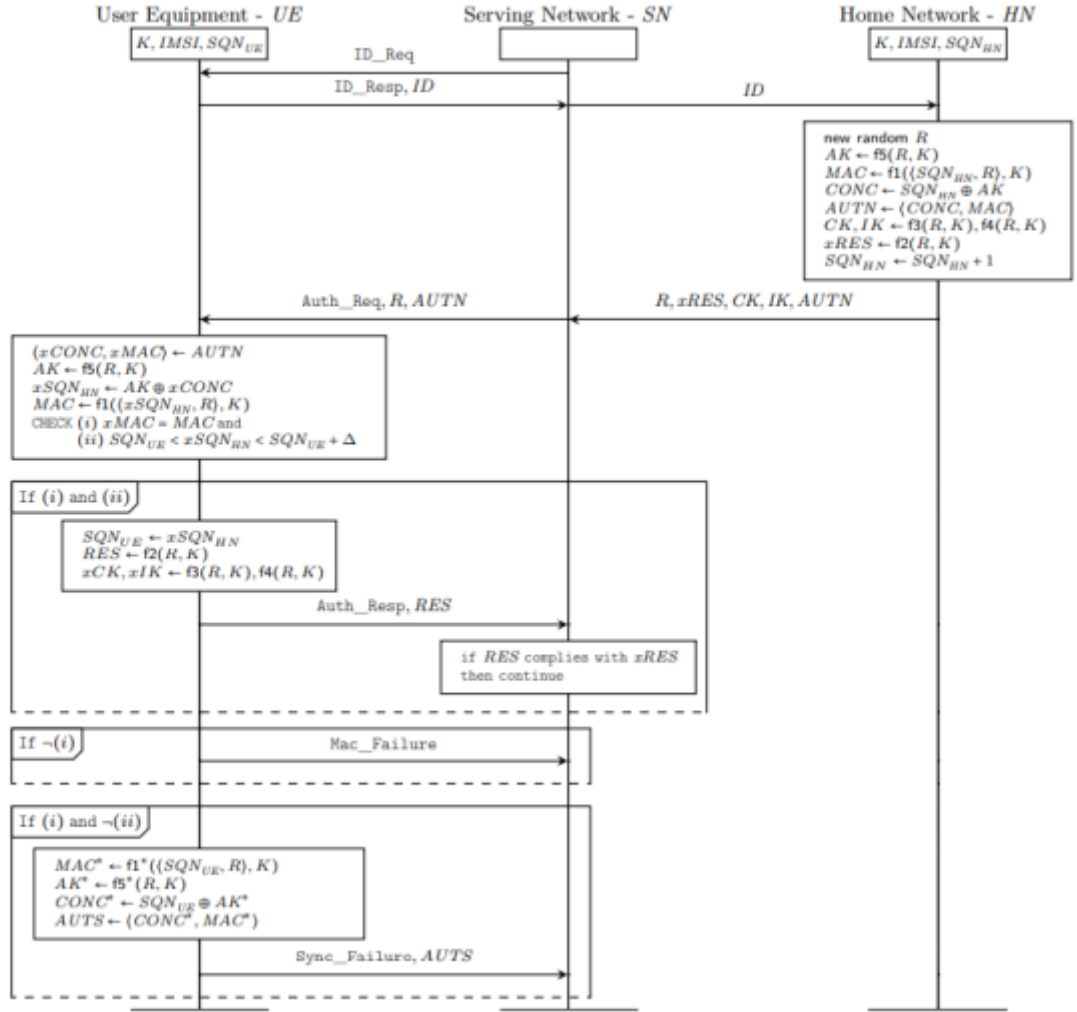 User Equipment - UE
Serving Network - SN
Home Network - HN
K, IMSI, SQN_UE
K, IMSI, SQN_HN
ID_Req
ID_Resp, ID
ID
new random R
AK ← f5(R, K)
MAC ← f1(⟨SQN_HN, R⟩, K)
CONC ← SQN_HN ⊕ AK
AUTN ← ⟨CONC, MAC⟩
CK, IK ← f3(R, K), f4(R, K)
xRES ← f2(R, K)
SQN_HN ← SQN_HN + 1
Auth_Req, R, AUTN
R, xRES, CK, IK, AUTN
⟨xCONC, xMAC⟩ ← AUTN
AK ← f5(R, K)
xSQN_HN ← AK ⊕ xCONC
MAC ← f1(⟨xSQN_HN, R⟩, K)
CHECK (i) xMAC = MAC and
(ii) SQN_UE < xSQN_HN < SQN_UE + Δ
If (i) and (ii)
SQN_UE ← xSQN_HN
RES ← f2(R, K)
xCK, xIK ← f3(R, K), f4(R, K)
Auth_Resp, RES
if RES complies with xRES
then continue
If ¬(i)
Mac_Failure
If (i) and ¬(ii)
MAC* ← f1*(⟨SQN_UE, R⟩, K)
AK* ← f5*(R, K)
CONC* ← SQN_UE ⊕ AK*
AUTS ← ⟨CONC*, MAC*⟩
Sync_Failure, AUTS